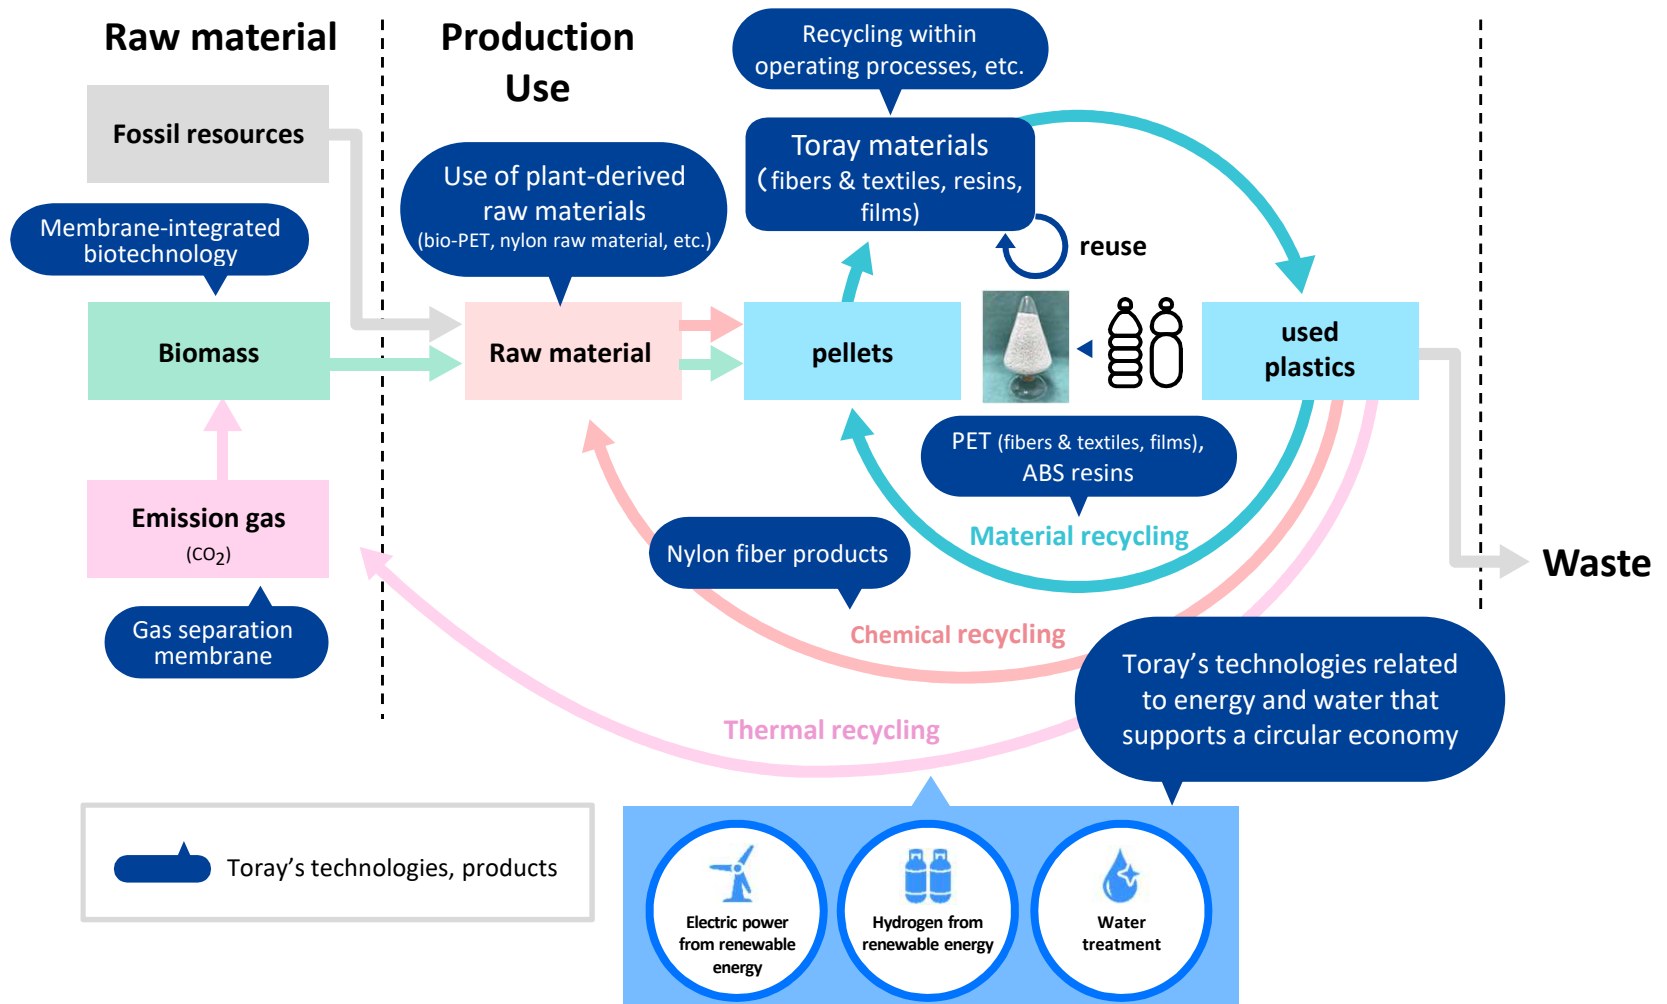 Raw material
Production
Use
Recycling within
operating processes, etc.
Fossil resources
Toray materials
(fibers & textiles, resins,
films)
Use of plant-derived
raw materials
(bio-PET, nylon raw material, etc.)
Membrane-integrated
biotechnology
reuse
Biomass
Raw material
pellets
used
plastics
PET (fibers & textiles, films),
ABS resins
Emission gas
(CO2)
Material recycling
Nylon fiber products
Waste
Gas separation
membrane
Chemical recycling
Toray's technologies related
to energy and water that
supports a circular economy
Thermal recycling
Toray's technologies, products
Electric power
from renewable
energy
Hydrogen from
renewable energy
Water
treatment